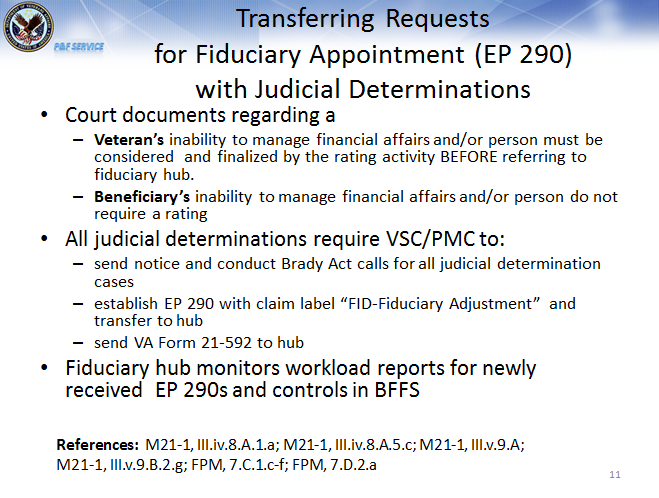 Transferring Requests
for Fiduciary Appointment (EP 290)
with Judicial Determinations
P&F SERVICE
• Court documents regarding a
– Veteran’s inability to manage financial affairs and/or person must be
considered and finalized by the rating activity BEFORE referring to
fiduciary hub.
– Beneficiary’s inability to manage financial affairs and/or person do not
require a rating
• All judicial determinations require VSC/PMC to:
– send notice and conduct Brady Act calls for all judicial determination
cases
– establish EP 290 with claim label “FID-Fiduciary Adjustment” and
transfer to hub
– send VA Form 21-592 to hub
• Fiduciary hub monitors workload reports for newly
received EP 290s and controls in BFFS
References: M21-1, III.iv.8.A.1.a; M21-1, III.iv.8.A.5.c; M21-1, III.v.9.A;
M21-1, III.v.9.B.2.g; FPM, 7.C.1.c-f; FPM, 7.D.2.a
11